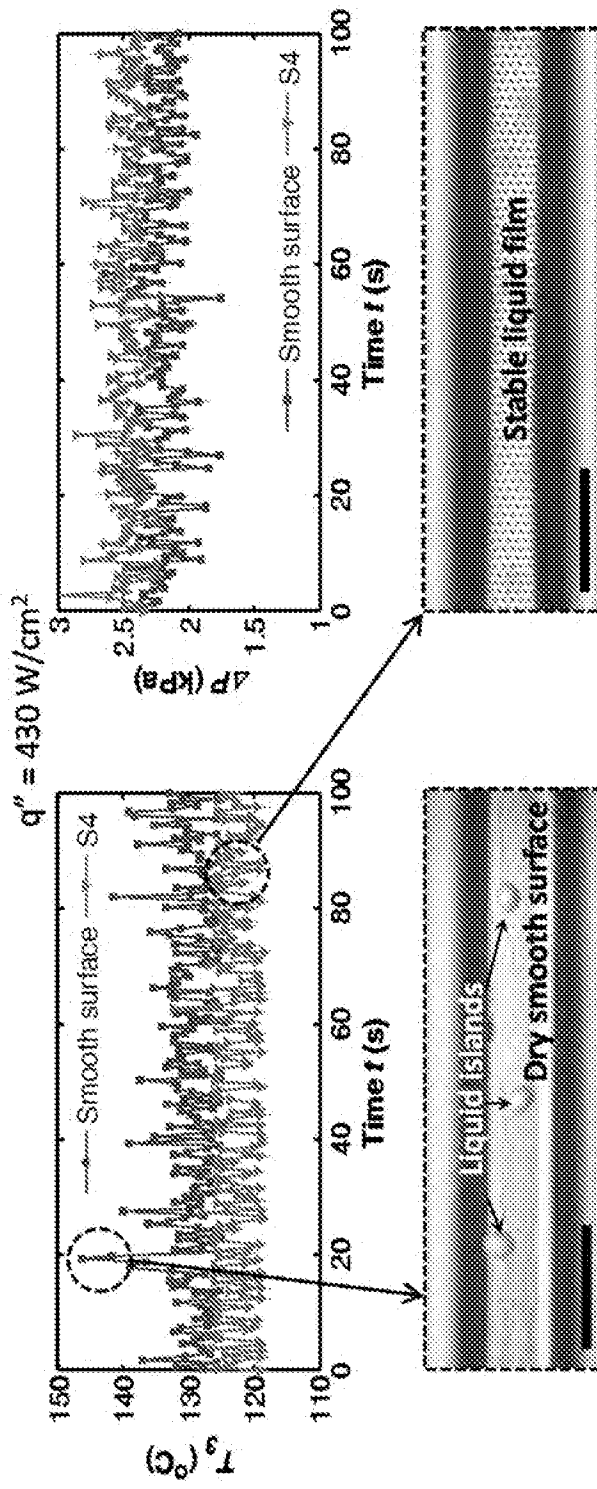 q″ = 430 W/cm²
T₃ (°C)
150
140
130
120
110
Smooth surface
S4
0
20
40
60
80
100
Time t (s)
ΔP (kPa)
3
2.5
2
1.5
1
Smooth surface
S4
0
20
40
60
80
100
Time t (s)
Liquid islands
Dry smooth surface
Stable liquid film